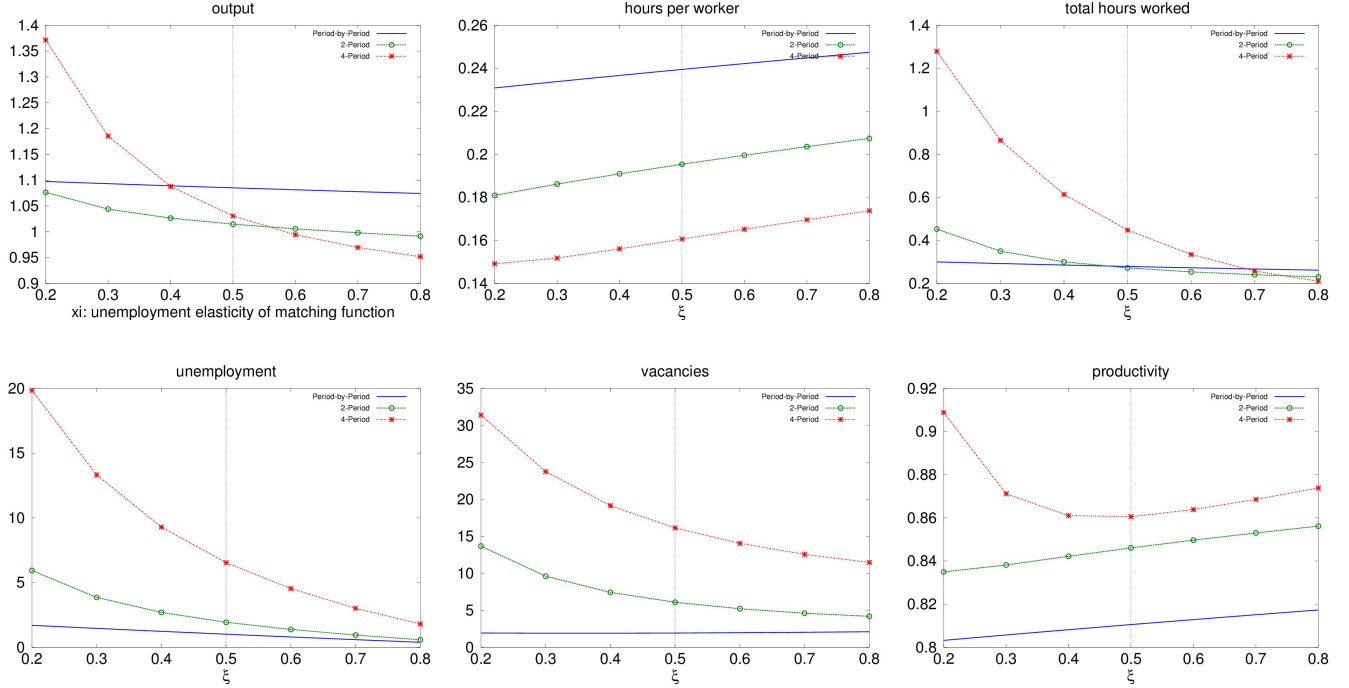 output
1.4
1.35
1.3
1.25
1.2
1.15
1.1
1.05
1
0.95
0.9
0.2 0.3 0.4 0.5 0.6 0.7 0.8
xi: unemployment elasticity of matching function
Period-by-Period
2-Period
4-Period
hours per worker
0.26
0.24
0.22
0.2
0.18
0.16
0.14
0.2 0.3 0.4 0.5 0.6 0.7 0.8
ξ
Period-by-Period
2-Period
4-Period
total hours worked
1.4
1.2
1
0.8
0.6
0.4
0.2
0.2 0.3 0.4 0.5 0.6 0.7 0.8
ξ
Period-by-Period
2-Period
4-Period
unemployment
20
15
10
5
0
0.2 0.3 0.4 0.5 0.6 0.7 0.8
ξ
Period-by-Period
2-Period
4-Period
vacancies
35
30
25
20
15
10
5
0
0.2 0.3 0.4 0.5 0.6 0.7 0.8
ξ
Period-by-Period
2-Period
4-Period
productivity
0.92
0.9
0.88
0.86
0.84
0.82
0.8
0.2 0.3 0.4 0.5 0.6 0.7 0.8
ξ
Period-by-Period
2-Period
4-Period